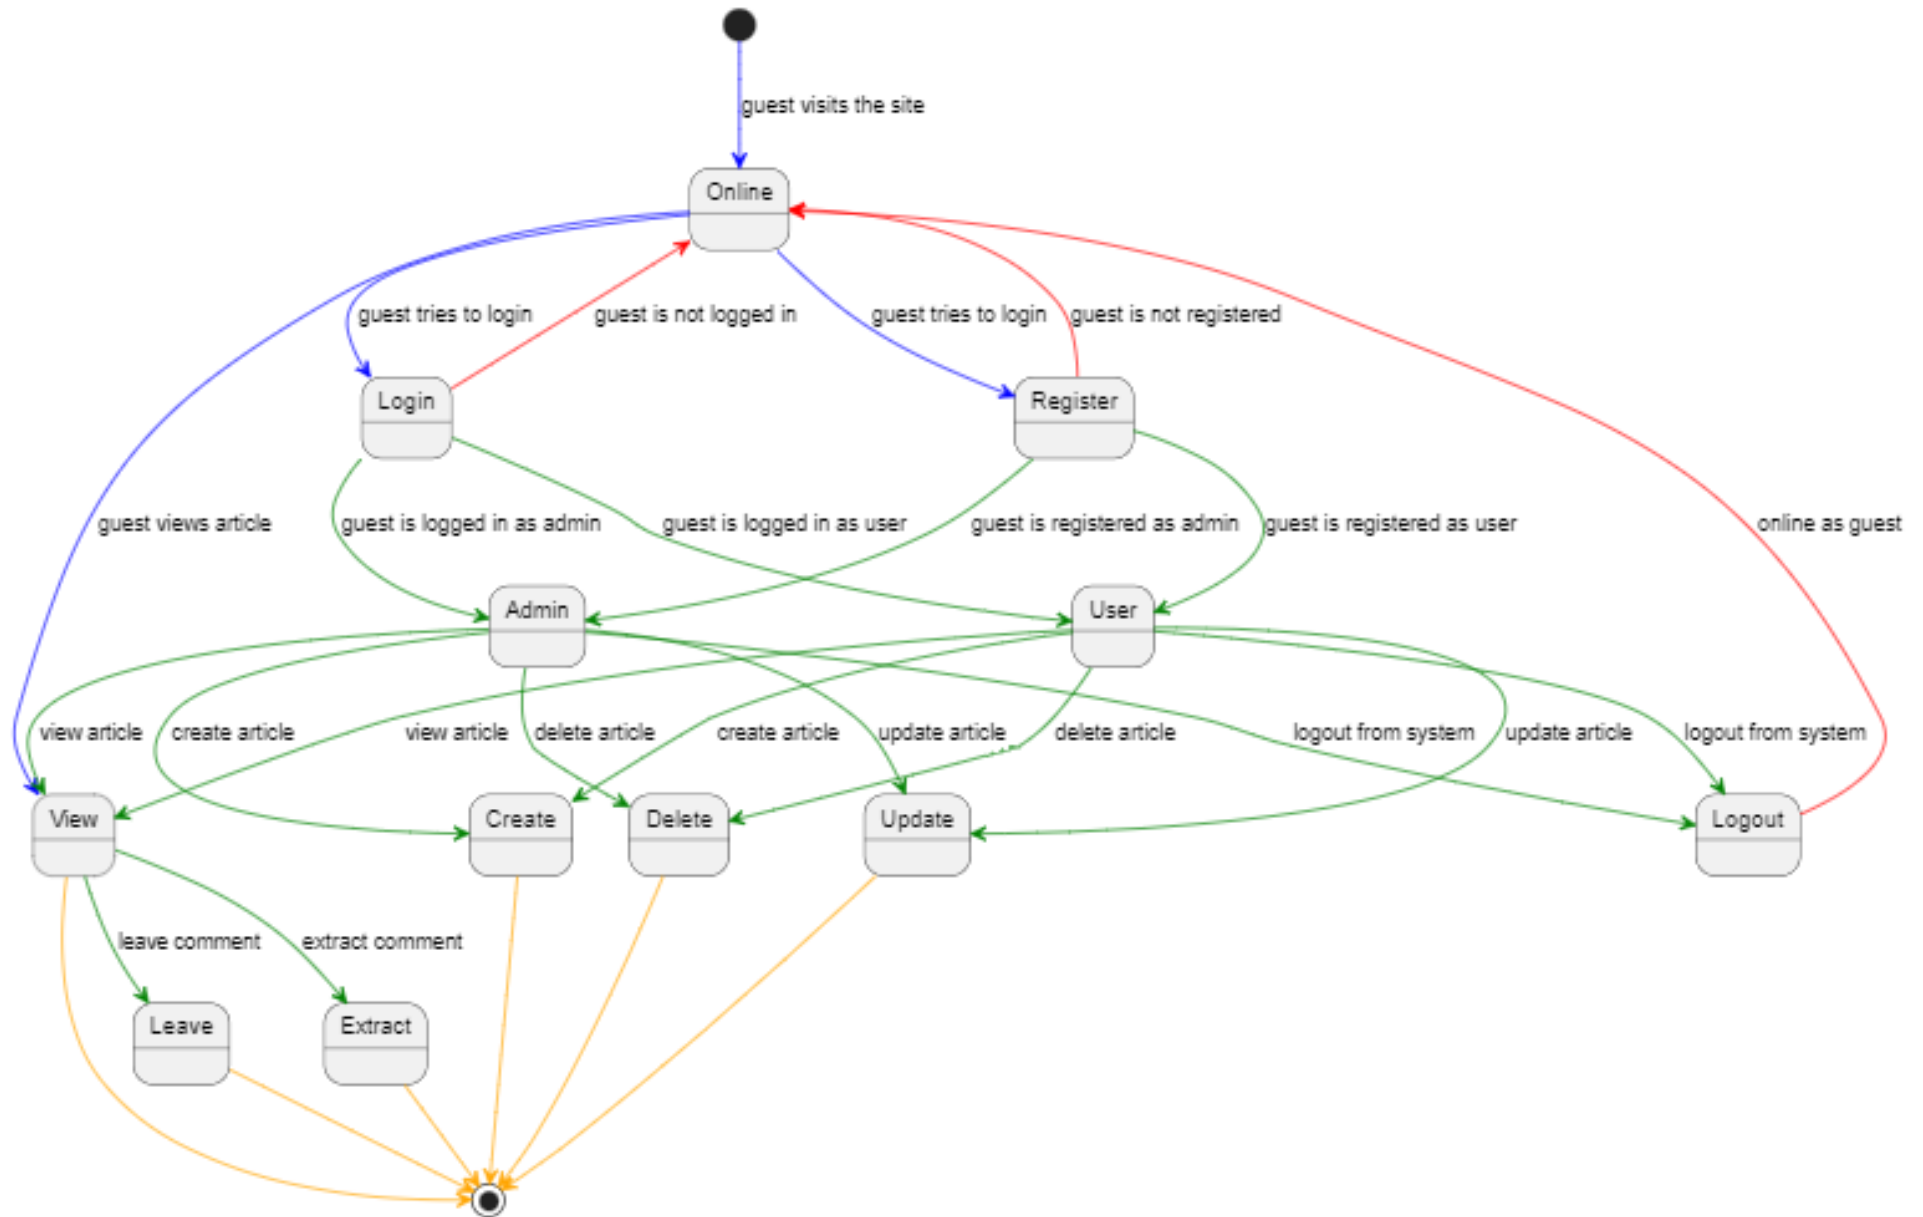 guest visits the site
Online
guest tries to login
guest is not logged in
guest tries to login
guest is not registered
Login
Register
guest views article
guest is logged in as admin
guest is logged in as user
guest is registered as admin
guest is registered as user
online as guest
Admin
User
view article
create article
view article
delete article
create article
update article
delete article
logout from system
update article
logout from system
View
Create
Delete
Update
Logout
leave comment
extract comment
Leave
Extract